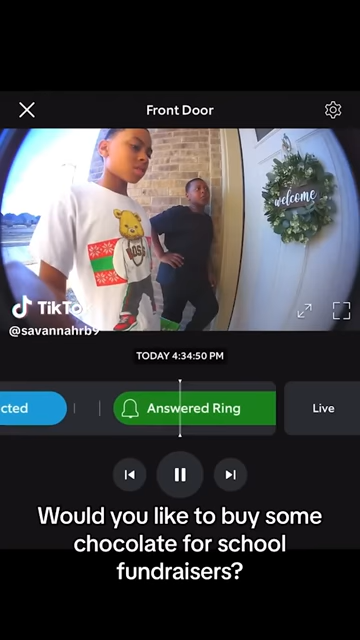 Front Door
welcome
TikTok
@savannahrb9
TODAY 4:34:50 PM
cted
Answered Ring
Live
Would you like to buy some
chocolate for school
fundraisers?